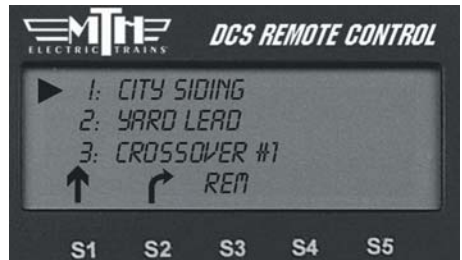 MTH DCS REMOTE CONTROL
ELECTRIC TRAINS
1: CITY SIDING
2: YARD LEAD
3: CROSSOVER #1
REM
S1 S2 S3 S4 S5